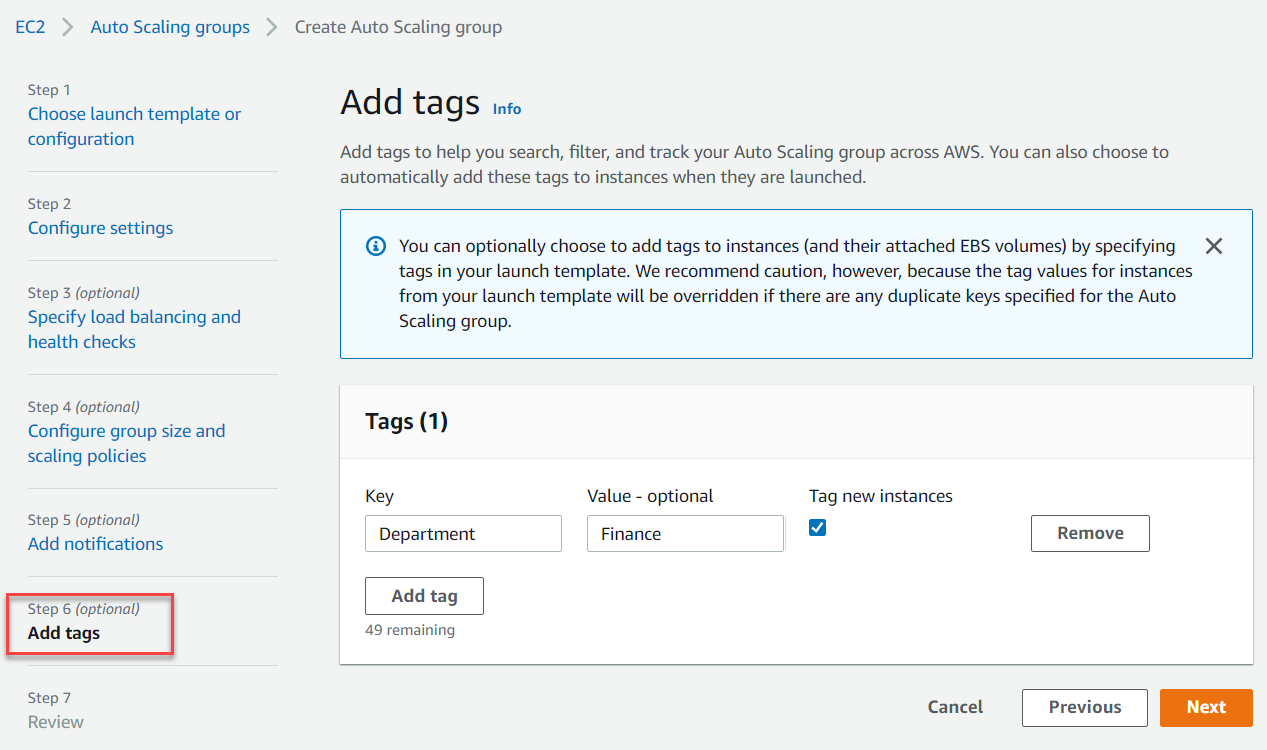 EC2 > Auto Scaling groups > Create Auto Scaling group
Step 1
Choose launch template or
configuration
Step 2
Configure settings
Step 3 (optional)
Specify load balancing and
health checks
Step 4 (optional)
Configure group size and
scaling policies
Step 5 (optional)
Add notifications
Step 6 (optional)
Add tags
Step 7
Review
Add tags Info
Add tags to help you search, filter, and track your Auto Scaling group across AWS. You can also choose to
automatically add these tags to instances when they are launched.
You can optionally choose to add tags to instances (and their attached EBS volumes) by specifying
tags in your launch template. We recommend caution, however, because the tag values for instances
from your launch template will be overridden if there are any duplicate keys specified for the Auto
Scaling group.
Tags (1)
Key Value - optional Tag new instances
Department Finance Remove
Add tag
49 remaining
Cancel Previous Next